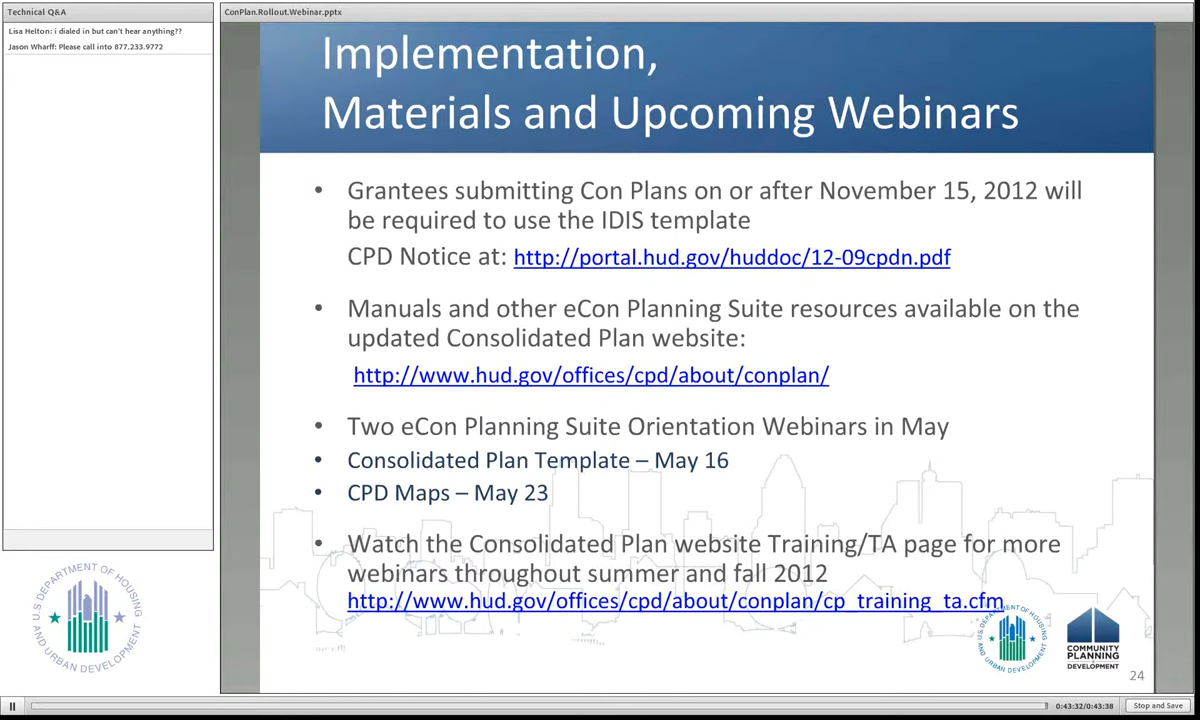 Technical Q&A
Lisa Helton: i dialed in but can't hear anything??
Jason Wharff: Please call into 877.233.9772
ConPlan.Rollout.Webinar.pptx
Implementation,
Materials and Upcoming Webinars
• Grantees submitting Con Plans on or after November 15, 2012 will
be required to use the IDIS template
CPD Notice at: http://portal.hud.gov/huddoc/12-09cpdn.pdf
• Manuals and other eCon Planning Suite resources available on the
updated Consolidated Plan website:
http://www.hud.gov/offices/cpd/about/conplan/
• Two eCon Planning Suite Orientation Webinars in May
• Consolidated Plan Template – May 16
• CPD Maps – May 23
• Watch the Consolidated Plan website Training/TA page for more
webinars throughout summer and fall 2012
http://www.hud.gov/offices/cpd/about/conplan/cp_training_ta.cfm
U.S DEPARTMENT OF HOUSING
AND URBAN DEVELOPMENT
U.S DEPARTMENT OF HOUSING
AND URBAN DEVELOPMENT
COMMUNITY
PLANNING
DEVELOPMENT
24
0:43:32/0:43:38
Stop and Save